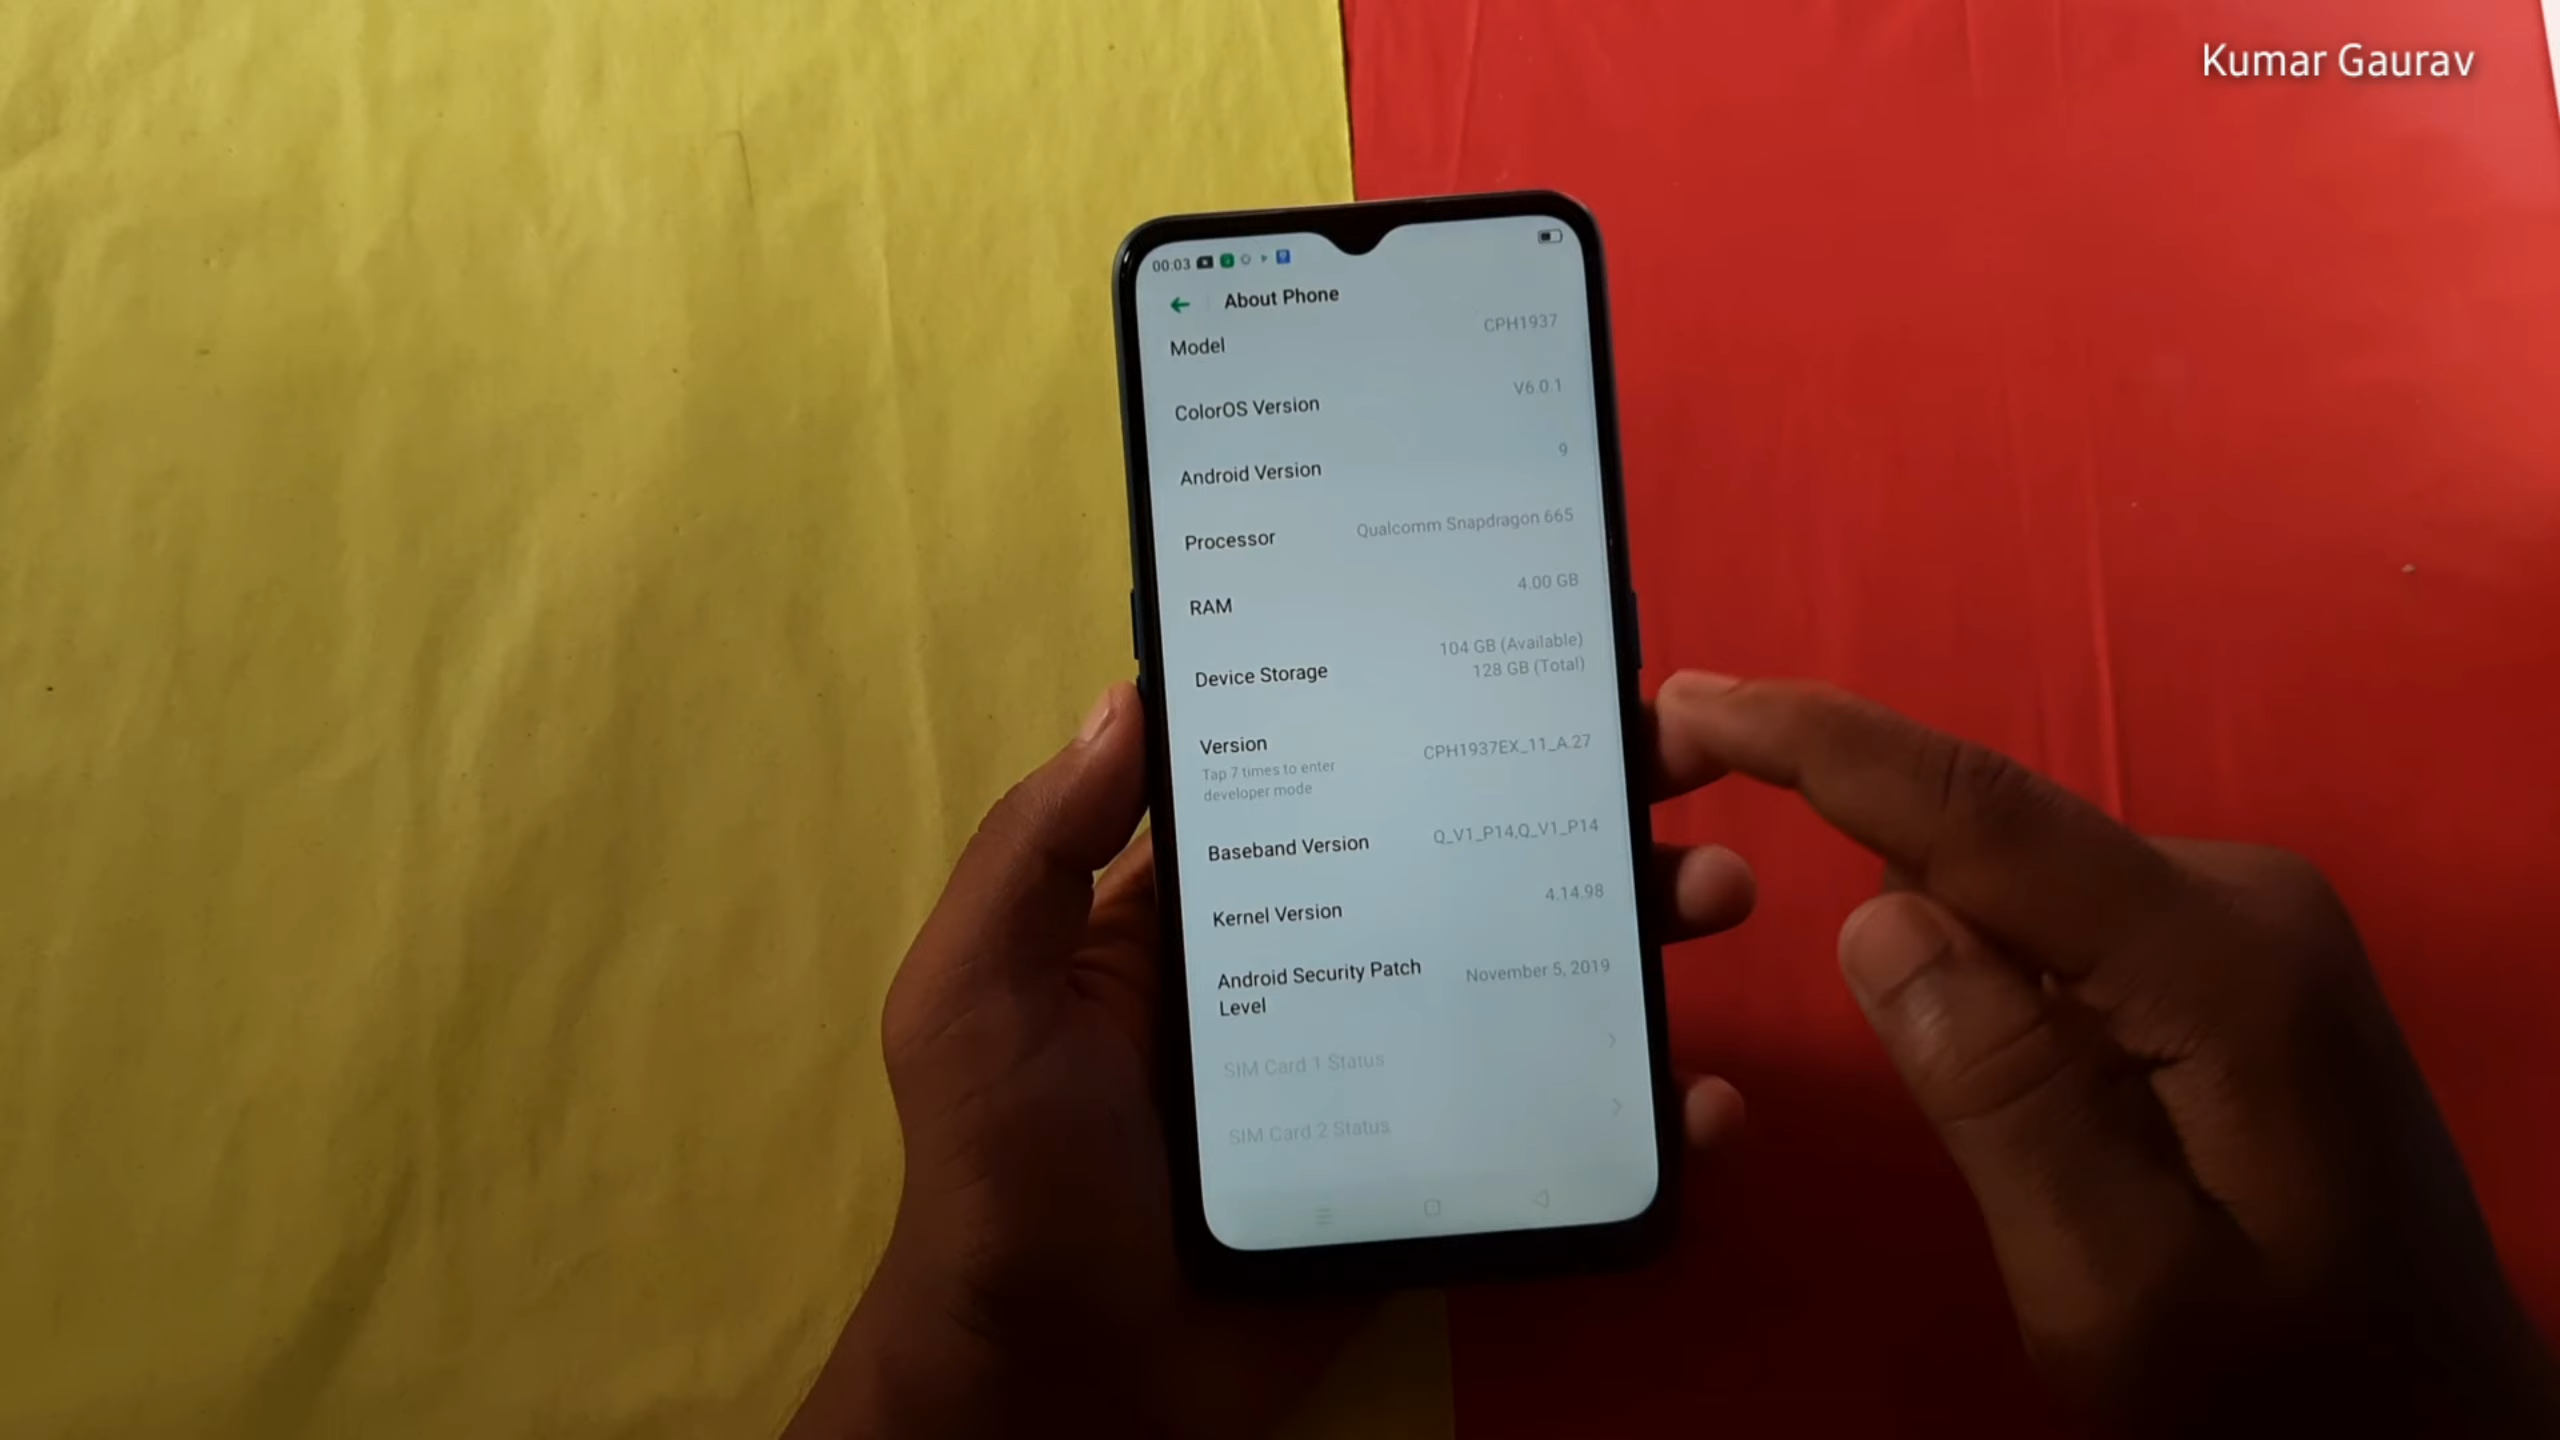 Kumar Gaurav
00:03
About Phone
Model CPH1937
ColorOS Version V6.0.1
Android Version 9
Processor Qualcomm Snapdragon 665
RAM 4.00 GB
Device Storage 104 GB (Available)
128 GB (Total)
Version CPH1937EX_11_A.27
Tap 7 times to enter
developer mode
Baseband Version Q_V1_P14,Q_V1_P14
Kernel Version 4.14.98
Android Security Patch November 5, 2019
Level
SIM Card 1 Status
SIM Card 2 Status